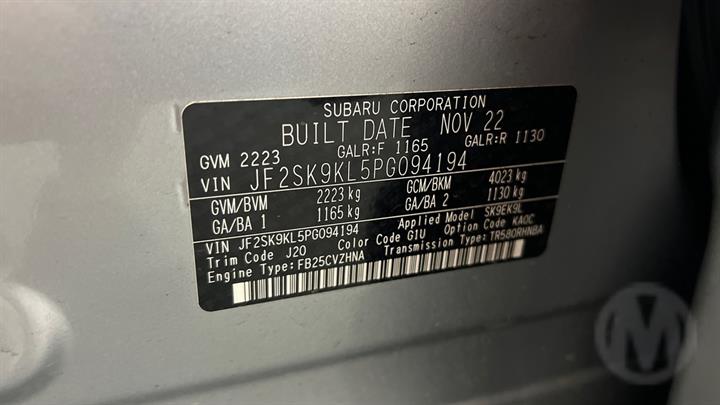 SUBARU CORPORATION
BUILT DATE NOV 22
GVM 2223 GALR:F 1165 GALR:R 1130
VIN JF2SK9KL5PG094194
GVM/BVM 2223 kg GCM/BKM 4023 kg
GA/BA 1 1165 kg GA/BA 2 1130 kg
VIN JF2SK9KL5PG094194 Applied Model SK9EK9L
Trim Code J20 Color Code G1U Option Code KAOC
Engine Type:FB25CVZHNA Transmission Type:TR580RHNBA
M